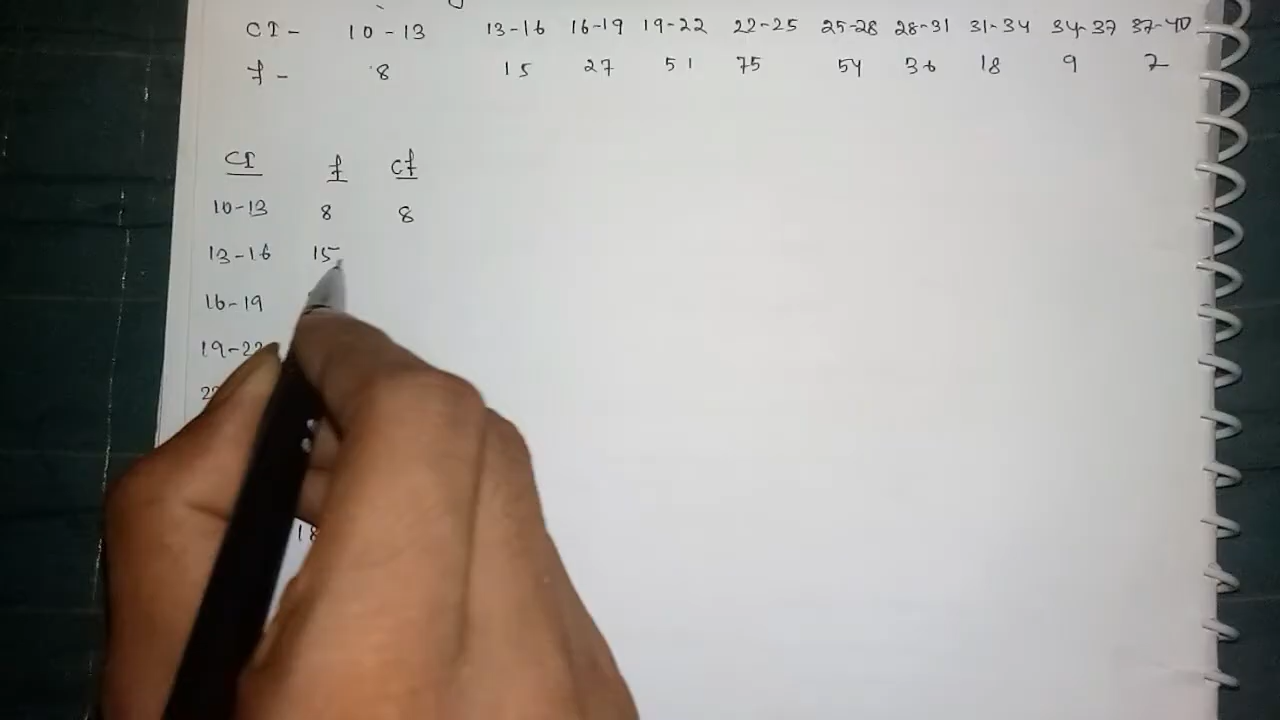 CI - 10-13 13-16 16-19 19-22 22-25 25-28 28-31 31-34 34-37 37-40
f - 8 15 27 51 75 54 36 18 9 7
CI f cf
10-13 8 8
13-16 15
16-19
19-22
18